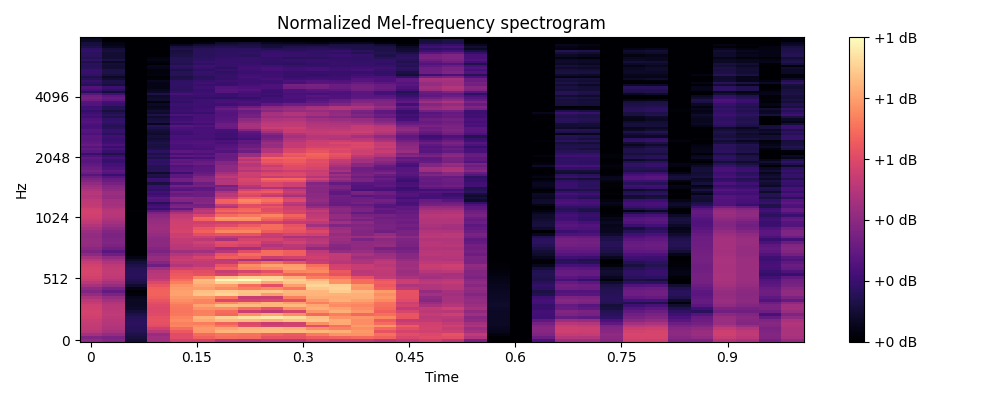 Normalized Mel-frequency spectrogram
Hz
4096
2048
1024
512
0
0 0.15 0.3 0.45 0.6 0.75 0.9
Time
+1 dB
+1 dB
+1 dB
+0 dB
+0 dB
+0 dB